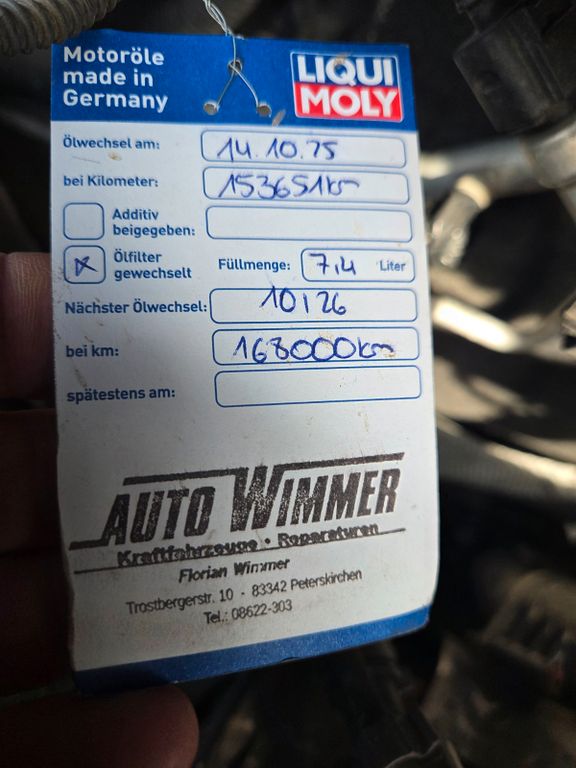 Motoröle
made in
Germany
LIQUI
MOLY
Ölwechsel am: 14.10.25
bei Kilometer: 153651km
Additiv
beigegeben:
Ölfilter
gewechselt
Füllmenge: 7,4 Liter
Nächster Ölwechsel: 10/26
bei km: 168000km
spätestens am:
AUTO WIMMER
Kraftfahrzeuge • Reparaturen
Florian Wimmer
Trostbergerstr. 10 - 83342 Peterskirchen
Tel.: 08622-303